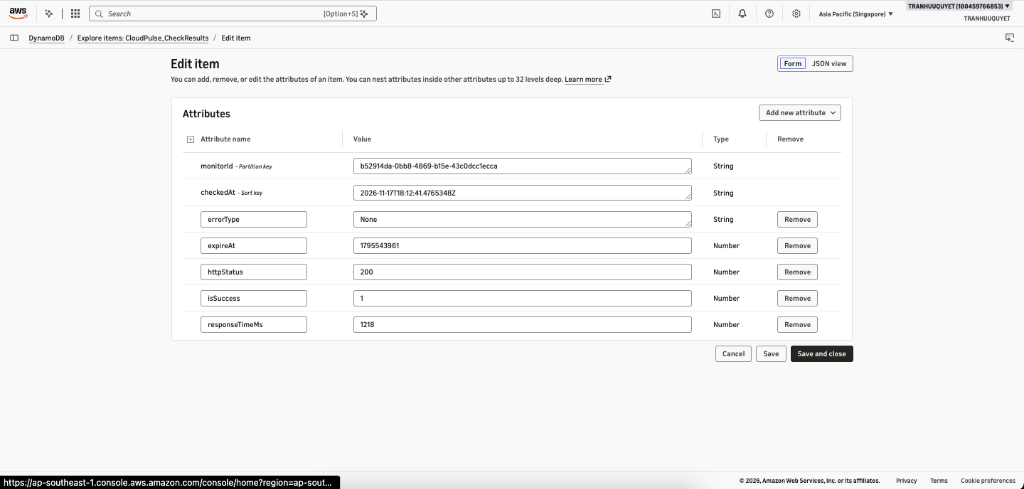 aws
Search [Option+S]
Asia Pacific (Singapore) ▼
TRANHUUQUYET (180459766853) ▼
TRANHUUQUYET
DynamoDB / Explore items: CloudPulse_CheckResults / Edit item
Edit item
You can add, remove, or edit the attributes of an item. You can nest attributes inside other attributes up to 32 levels deep. Learn more
Form JSON view
Attributes
Add new attribute
Attribute name Value Type Remove
monitorId - Partition key b52914da-0bb8-4869-b15e-43c0dcc1ecca String
checkedAt - Sort key 2026-11-17T18:12:41.4765348Z String
errorType None String Remove
expireAt 1795543961 Number Remove
httpStatus 200 Number Remove
isSuccess 1 Number Remove
responseTimeMs 1218 Number Remove
Cancel Save Save and close
https://ap-southeast-1.console.aws.amazon.com/console/home?region=ap-sout...
© 2026, Amazon Web Services, Inc. or its affiliates. Privacy Terms Cookie preferences